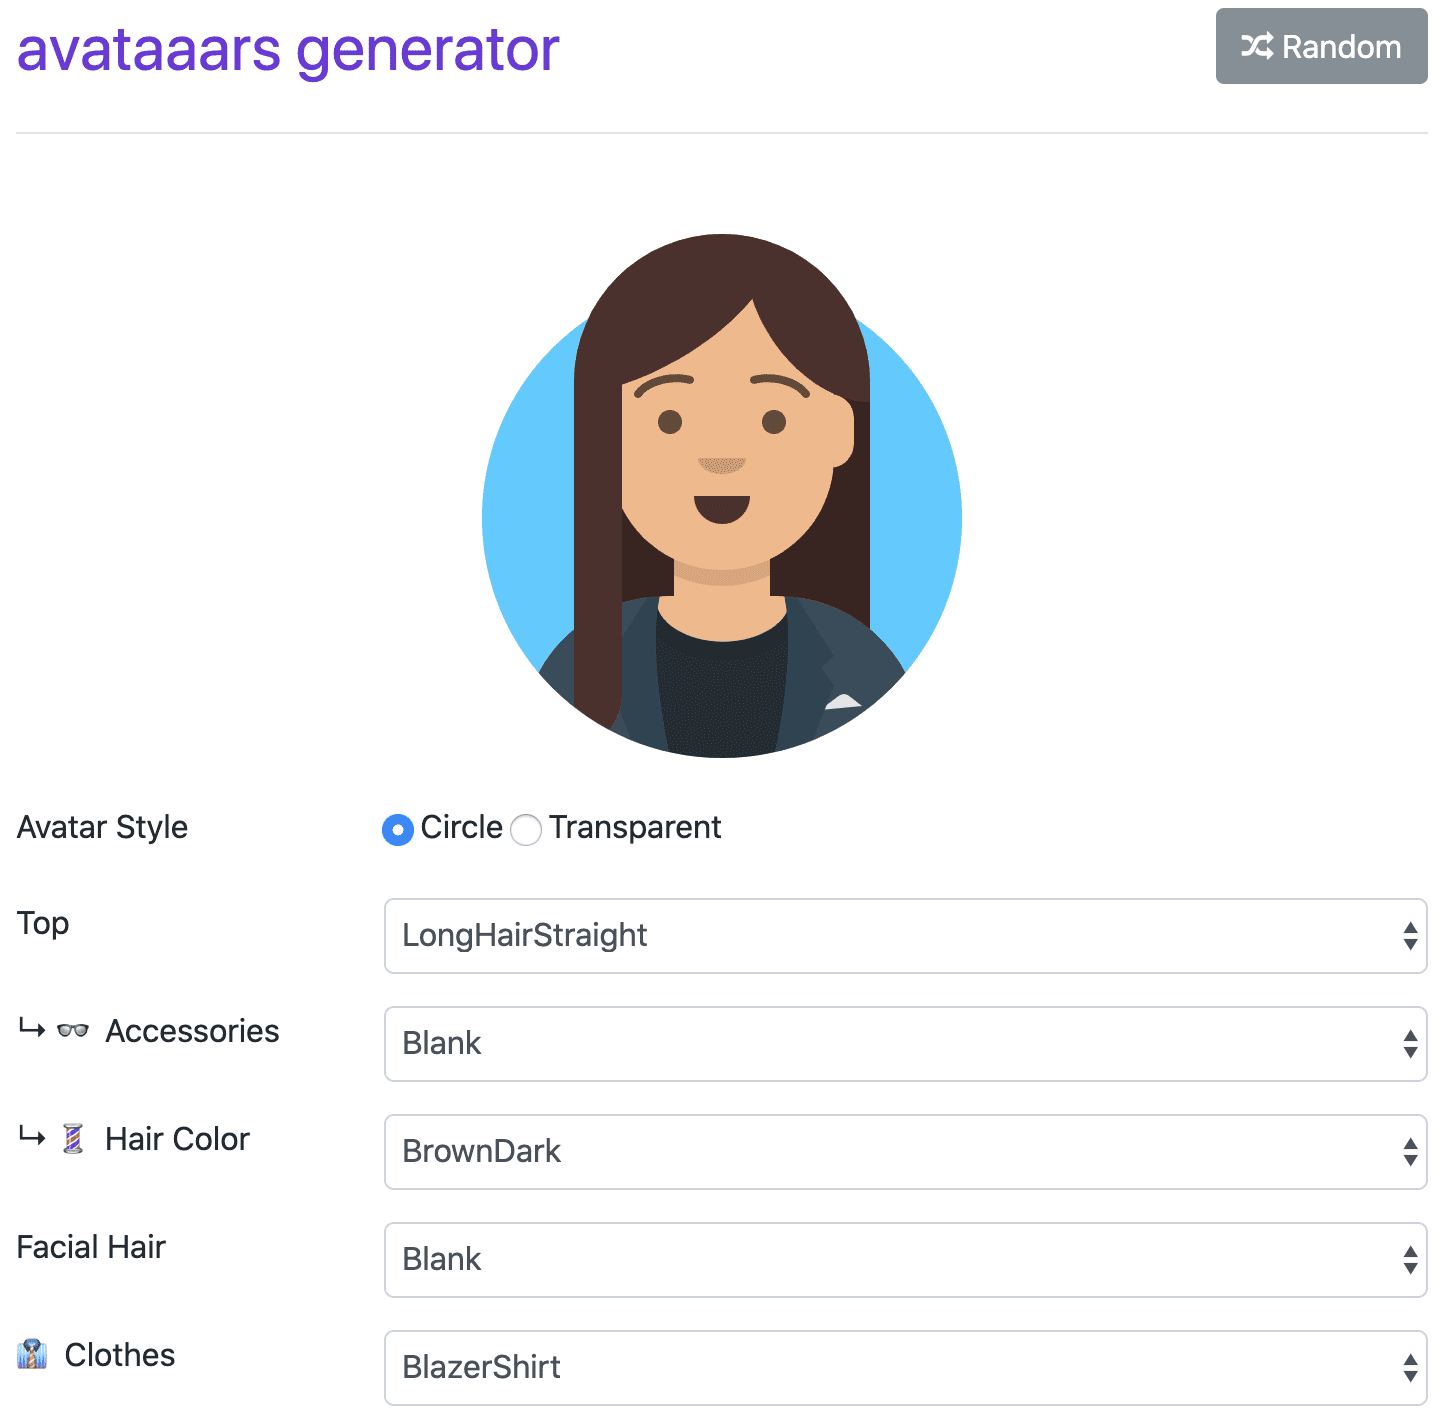 avataaars generator
Random
Avatar Style
Circle Transparent
Top
LongHairStraight
Accessories
Blank
Hair Color
BrownDark
Facial Hair
Blank
Clothes
BlazerShirt